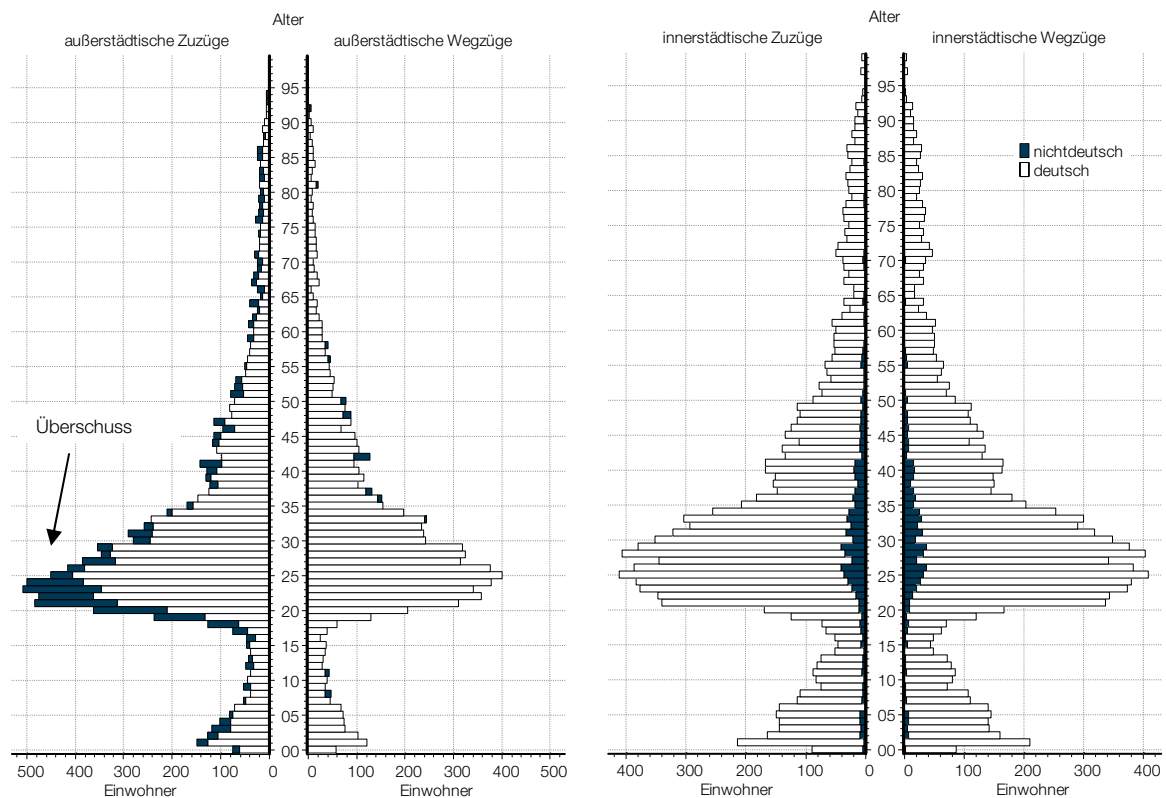 Alter
außerstädtische Zuzüge
außerstädtische Wegzüge
95
90
85
80
75
70
65
60
55
50
45
40
35
30
25
20
15
10
05
00
Überschuss
500 400 300 200 100 0
0 100 200 300 400 500
Einwohner
Einwohner
Alter
innerstädtische Zuzüge
innerstädtische Wegzüge
nichtdeutsch
deutsch
95
90
85
80
75
70
65
60
55
50
45
40
35
30
25
20
15
10
05
00
400 300 200 100 0
0 100 200 300 400
Einwohner
Einwohner